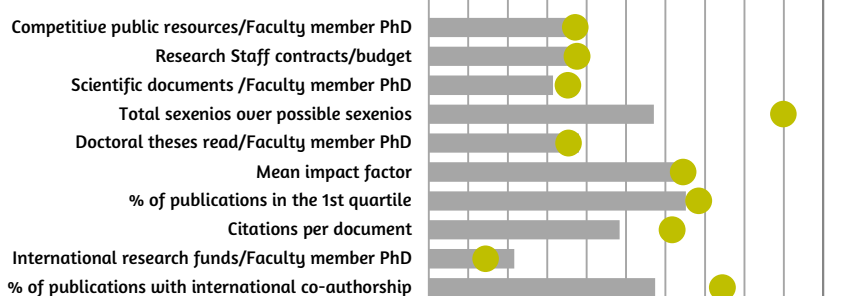 Competitive public resources/Faculty member PhD
Research Staff contracts/budget
Scientific documents /Faculty member PhD
Total sexenios over possible sexenios
Doctoral theses read/Faculty member PhD
Mean impact factor
% of publications in the 1st quartile
Citations per document
International research funds/Faculty member PhD
% of publications with international co-authorship